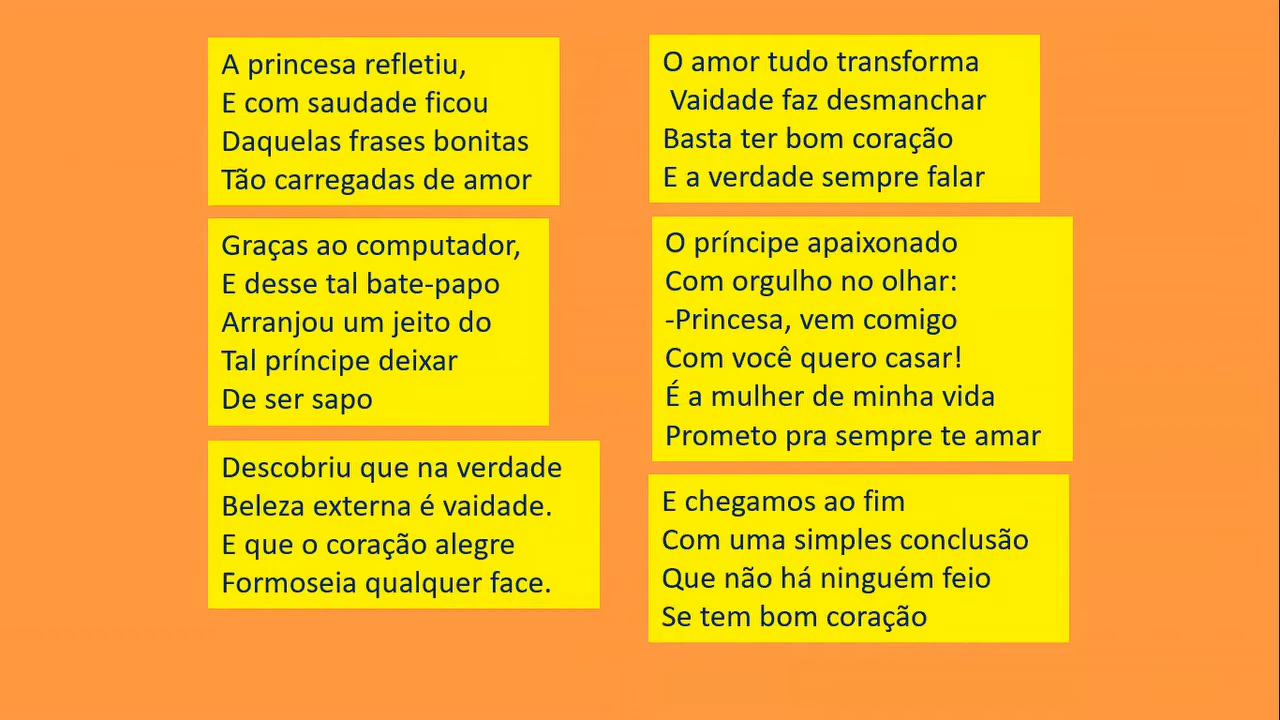 A princesa refletiu,
E com saudade ficou
Daquelas frases bonitas
Tão carregadas de amor
Graças ao computador,
E desse tal bate-papo
Arranjou um jeito do
Tal príncipe deixar
De ser sapo
Descobriu que na verdade
Beleza externa é vaidade.
E que o coração alegre
Formoseia qualquer face.
O amor tudo transforma
Vaidade faz desmanchar
Basta ter bom coração
E a verdade sempre falar
O príncipe apaixonado
Com orgulho no olhar:
-Princesa, vem comigo
Com você quero casar!
É a mulher de minha vida
Prometo pra sempre te amar
E chegamos ao fim
Com uma simples conclusão
Que não há ninguém feio
Se tem bom coração